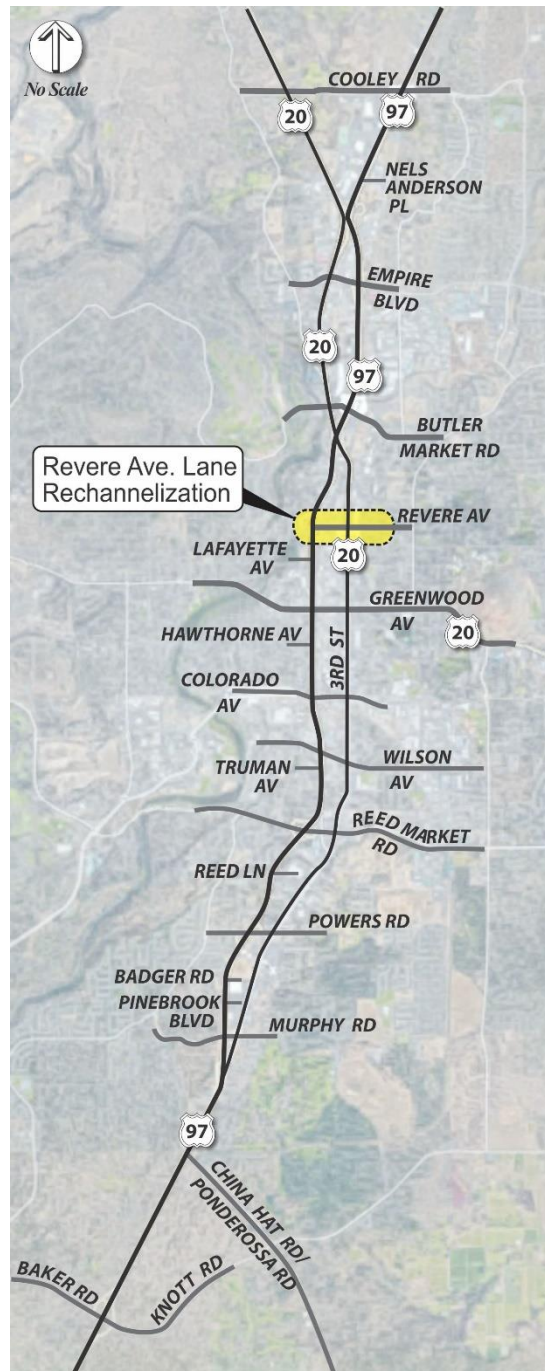 No Scale
COOLEY RD
20
97
NELS
ANDERSON
PL
EMPIRE
BLVD
20
97
BUTLER
MARKET RD
Revere Ave. Lane
Rechannelization
REVERE AV
LAFAYETTE
AV
20
GREENWOOD
AV
20
HAWTHORNE AV
3RD ST
COLORADO
AV
WILSON
AV
TRUMAN
AV
REED MARKET
RD
REED LN
POWERS RD
BADGER RD
PINEBROOK
BLVD
MURPHY RD
97
CHINA HAT RD/
PONDEROSSA RD
BAKER RD
KNOTT RD